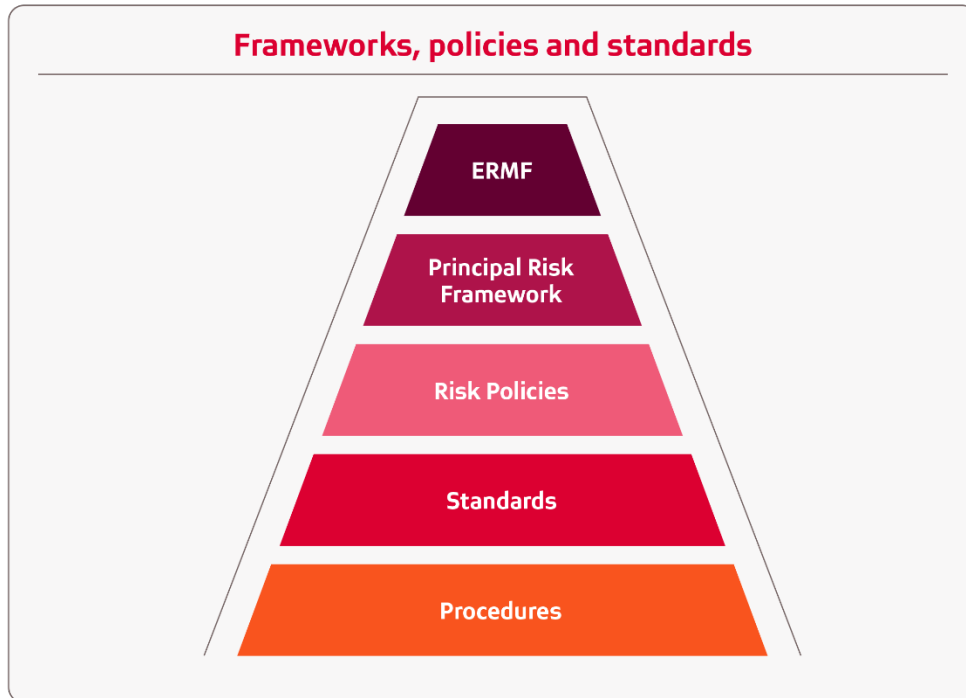 Frameworks, policies and standards
ERMF
Principal Risk
Framework
Risk Policies
Standards
Procedures